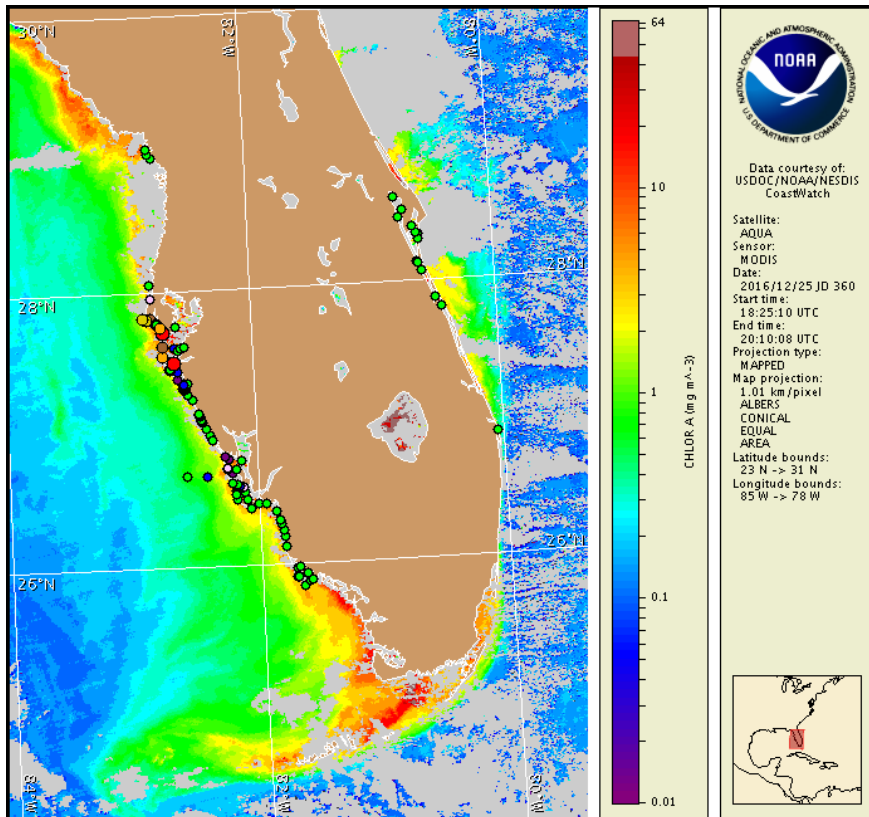 30°N
82°W
80°W
28°N
28°N
26°N
26°N
84°W
82°W
80°W
64
10
1
0.1
0.01
CHLOR A (mg m^-3)
NATIONAL OCEANIC AND ATMOSPHERIC ADMINISTRATION
NOAA
U.S. DEPARTMENT OF COMMERCE
Data courtesy of:
USDOC/NOAA/NESDIS
CoastWatch
Satellite:
AQUA
Sensor:
MODIS
Date:
2016/12/25 JD 360
Start time:
18:25:10 UTC
End time:
20:10:08 UTC
Projection type:
MAPPED
Map projection:
1.01 km/pixel
ALBERS
CONICAL
EQUAL
AREA
Latitude bounds:
23 N -> 31 N
Longitude bounds:
85 W -> 78 W